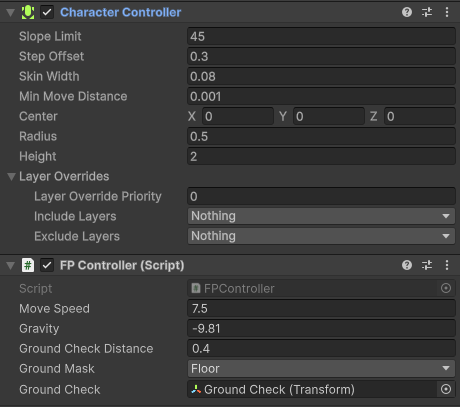 Character Controller
Slope Limit 45
Step Offset 0.3
Skin Width 0.08
Min Move Distance 0.001
Center X 0 Y 0 Z 0
Radius 0.5
Height 2
Layer Overrides
Layer Override Priority 0
Include Layers Nothing
Exclude Layers Nothing
# FP Controller (Script)
Script # FPController
Move Speed 7.5
Gravity -9.81
Ground Check Distance 0.4
Ground Mask Floor
Ground Check Ground Check (Transform)